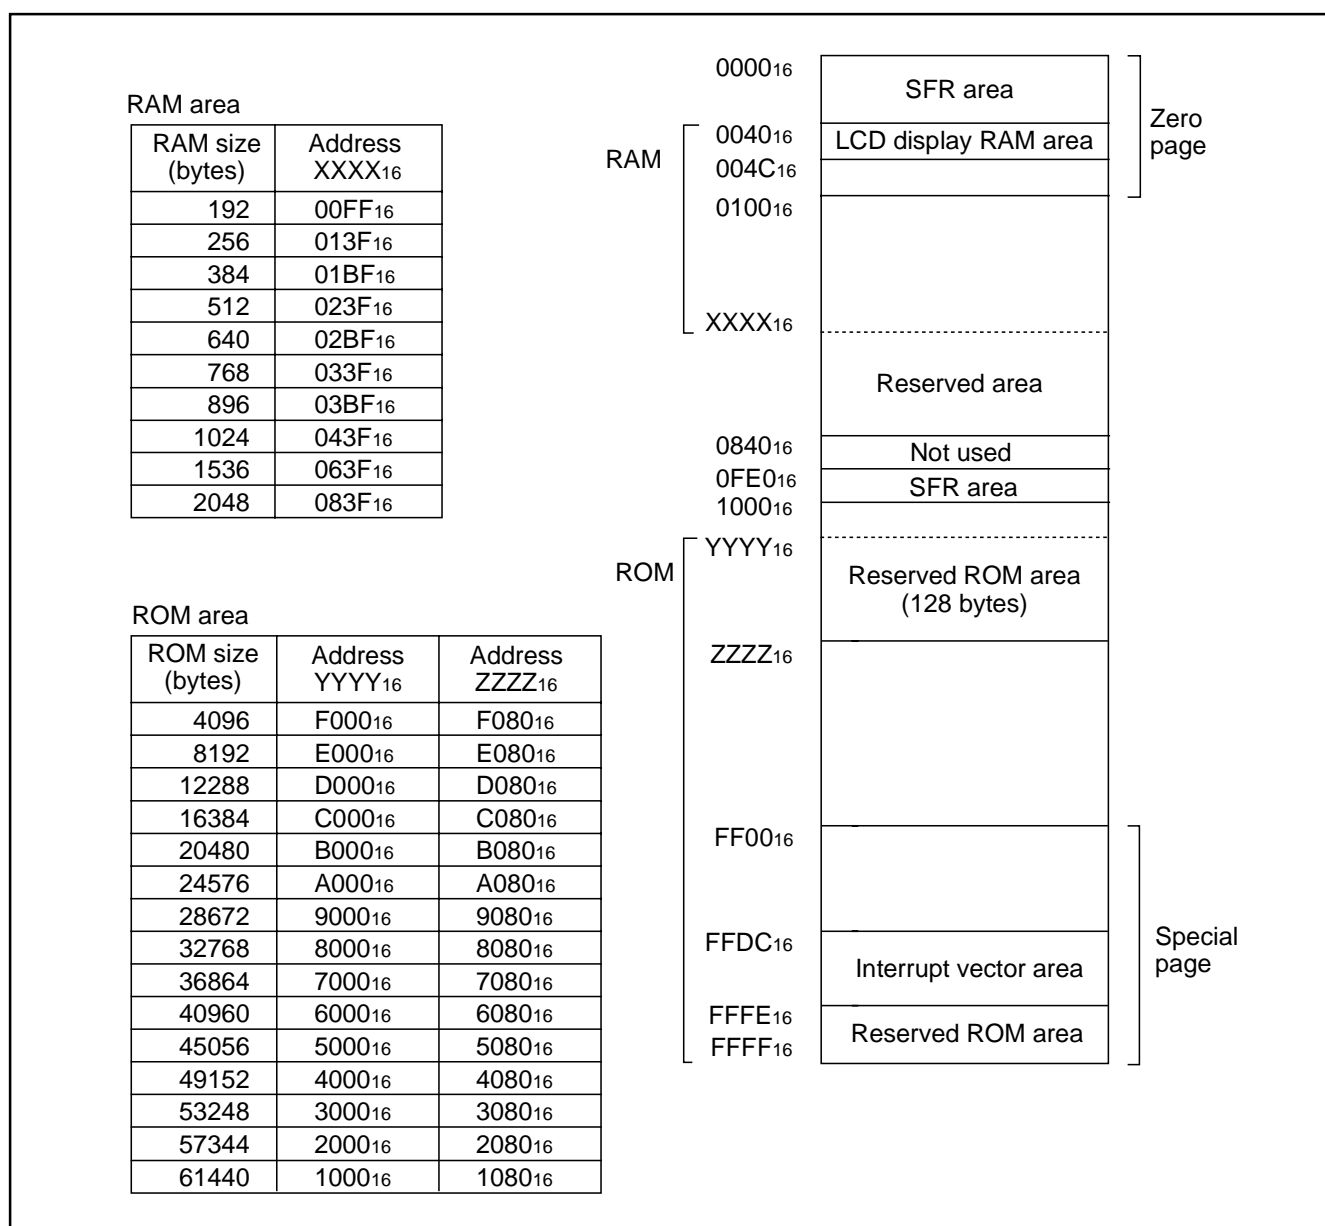 RAM area
RAM size (bytes) Address XXXX16
192 00FF16
256 013F16
384 01BF16
512 023F16
640 02BF16
768 033F16
896 03BF16
1024 043F16
1536 063F16
2048 083F16
ROM area
ROM size (bytes) Address YYYY16 Address ZZZZ16
4096 F00016 F08016
8192 E00016 E08016
12288 D00016 D08016
16384 C00016 C08016
20480 B00016 B08016
24576 A00016 A08016
28672 900016 908016
32768 800016 808016
36864 700016 708016
40960 600016 608016
45056 500016 508016
49152 400016 408016
53248 300016 308016
57344 200016 208016
61440 100016 108016
000016
SFR area
Zero page
RAM
004016
LCD display RAM area
004C16
010016
XXXX16
Reserved area
084016
Not used
0FE016
SFR area
100016
ROM
YYYY16
Reserved ROM area
(128 bytes)
ZZZZ16
FF0016
FFDC16
Interrupt vector area
Special page
FFFE16
Reserved ROM area
FFFF16